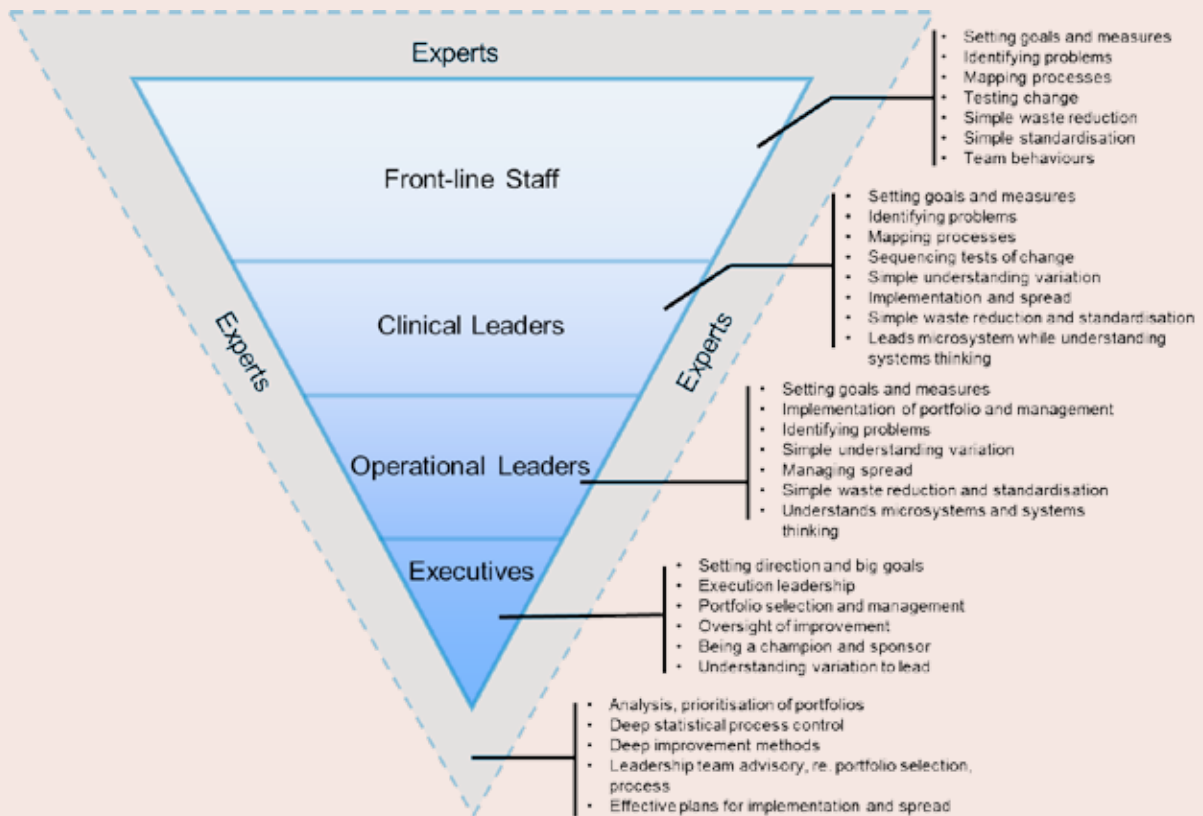 Experts
Front-line Staff
Clinical Leaders
Operational Leaders
Executives
Experts
Experts
• Setting goals and measures
• Identifying problems
• Mapping processes
• Testing change
• Simple waste reduction
• Simple standardisation
• Team behaviours
• Setting goals and measures
• Identifying problems
• Mapping processes
• Sequencing tests of change
• Simple understanding variation
• Implementation and spread
• Simple waste reduction and standardisation
• Leads microsystem while understanding
systems thinking
• Setting goals and measures
• Implementation of portfolio and management
• Identifying problems
• Simple understanding variation
• Managing spread
• Simple waste reduction and standardisation
• Understands microsystems and systems
thinking
• Setting direction and big goals
• Execution leadership
• Portfolio selection and management
• Oversight of improvement
• Being a champion and sponsor
• Understanding variation to lead
• Analysis, prioritisation of portfolios
• Deep statistical process control
• Deep improvement methods
• Leadership team advisory, re. portfolio selection,
process
• Effective plans for implementation and spread